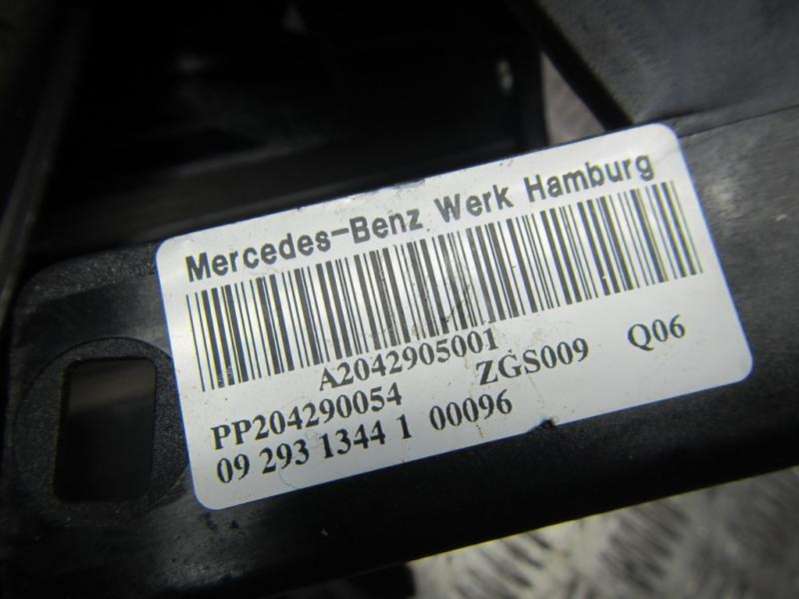 Mercedes-Benz Werk Hamburg
A2042905001
PP204290054 ZGS009 Q06
09 293 1344 1 00096